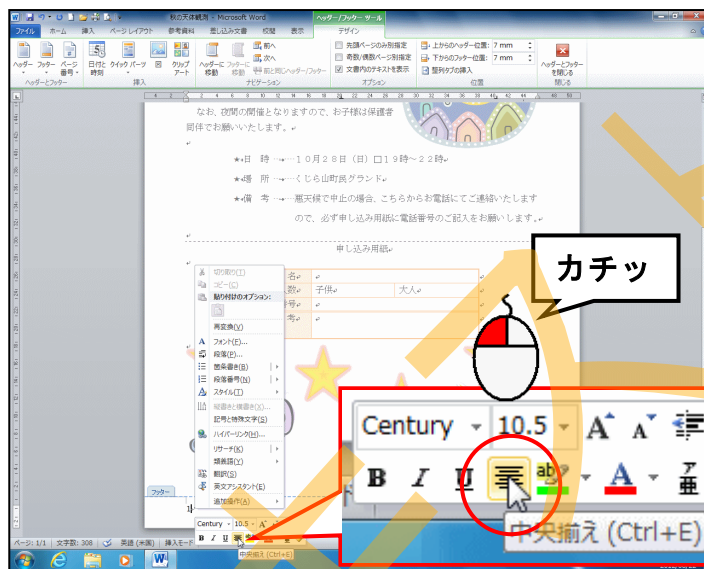 秋の天体観測 - Microsoft Word
ヘッダー/フッター ツール
ファイル ホーム 挿入 ページ レイアウト 参考資料 差し込み文書 校閲 表示 デザイン
ヘッダー フッター ページ番号 日付と時刻 クイック パーツ 図 クリップアート ヘッダーに移動 フッターに移動
前へ
次へ
前と同じヘッダー/フッター
先頭ページのみ別指定
奇数/偶数ページ別指定
文書内のテキストを表示
上からのヘッダー位置: 7 mm
下からのフッター位置: 7 mm
整列タブの挿入
ヘッダーとフッターを閉じる
ヘッダーとフッター 挿入 ナビゲーション オプション 位置 閉じる
なお、夜間の開催となりますので、お子様は保護者
同伴でお願いいたします。
★日 時 … 10月28日(日)□19時~22時
★場 所 … くじら山町民グランド
★備 考 … 悪天候で中止の場合、こちらからお電話にてご連絡いたします
ので、必ず申し込み用紙に電話番号のご記入をお願いします。
申し込み用紙
名
数 子供 大人
号
考
切り取り(T)
コピー(C)
貼り付けのオプション:
再変換(V)
フォント(F)...
段落(P)...
箇条書き(B)
段落番号(N)
スタイル(T)
縦書きと横書き(X)...
記号と特殊文字(S)
ハイパーリンク(H)...
リサーチ(K)
類義語(Y)
翻訳(S)
英文アシスタント(E)
追加操作(A)
フッター
1
Century 10.5
B I U
中央揃え (Ctrl+E)
カチッ
Century 10.5 A A
B I U ab A ア亜
中央揃え (Ctrl+E)
ページ: 1/1 文字数: 308 英語 (米国) 挿入モード